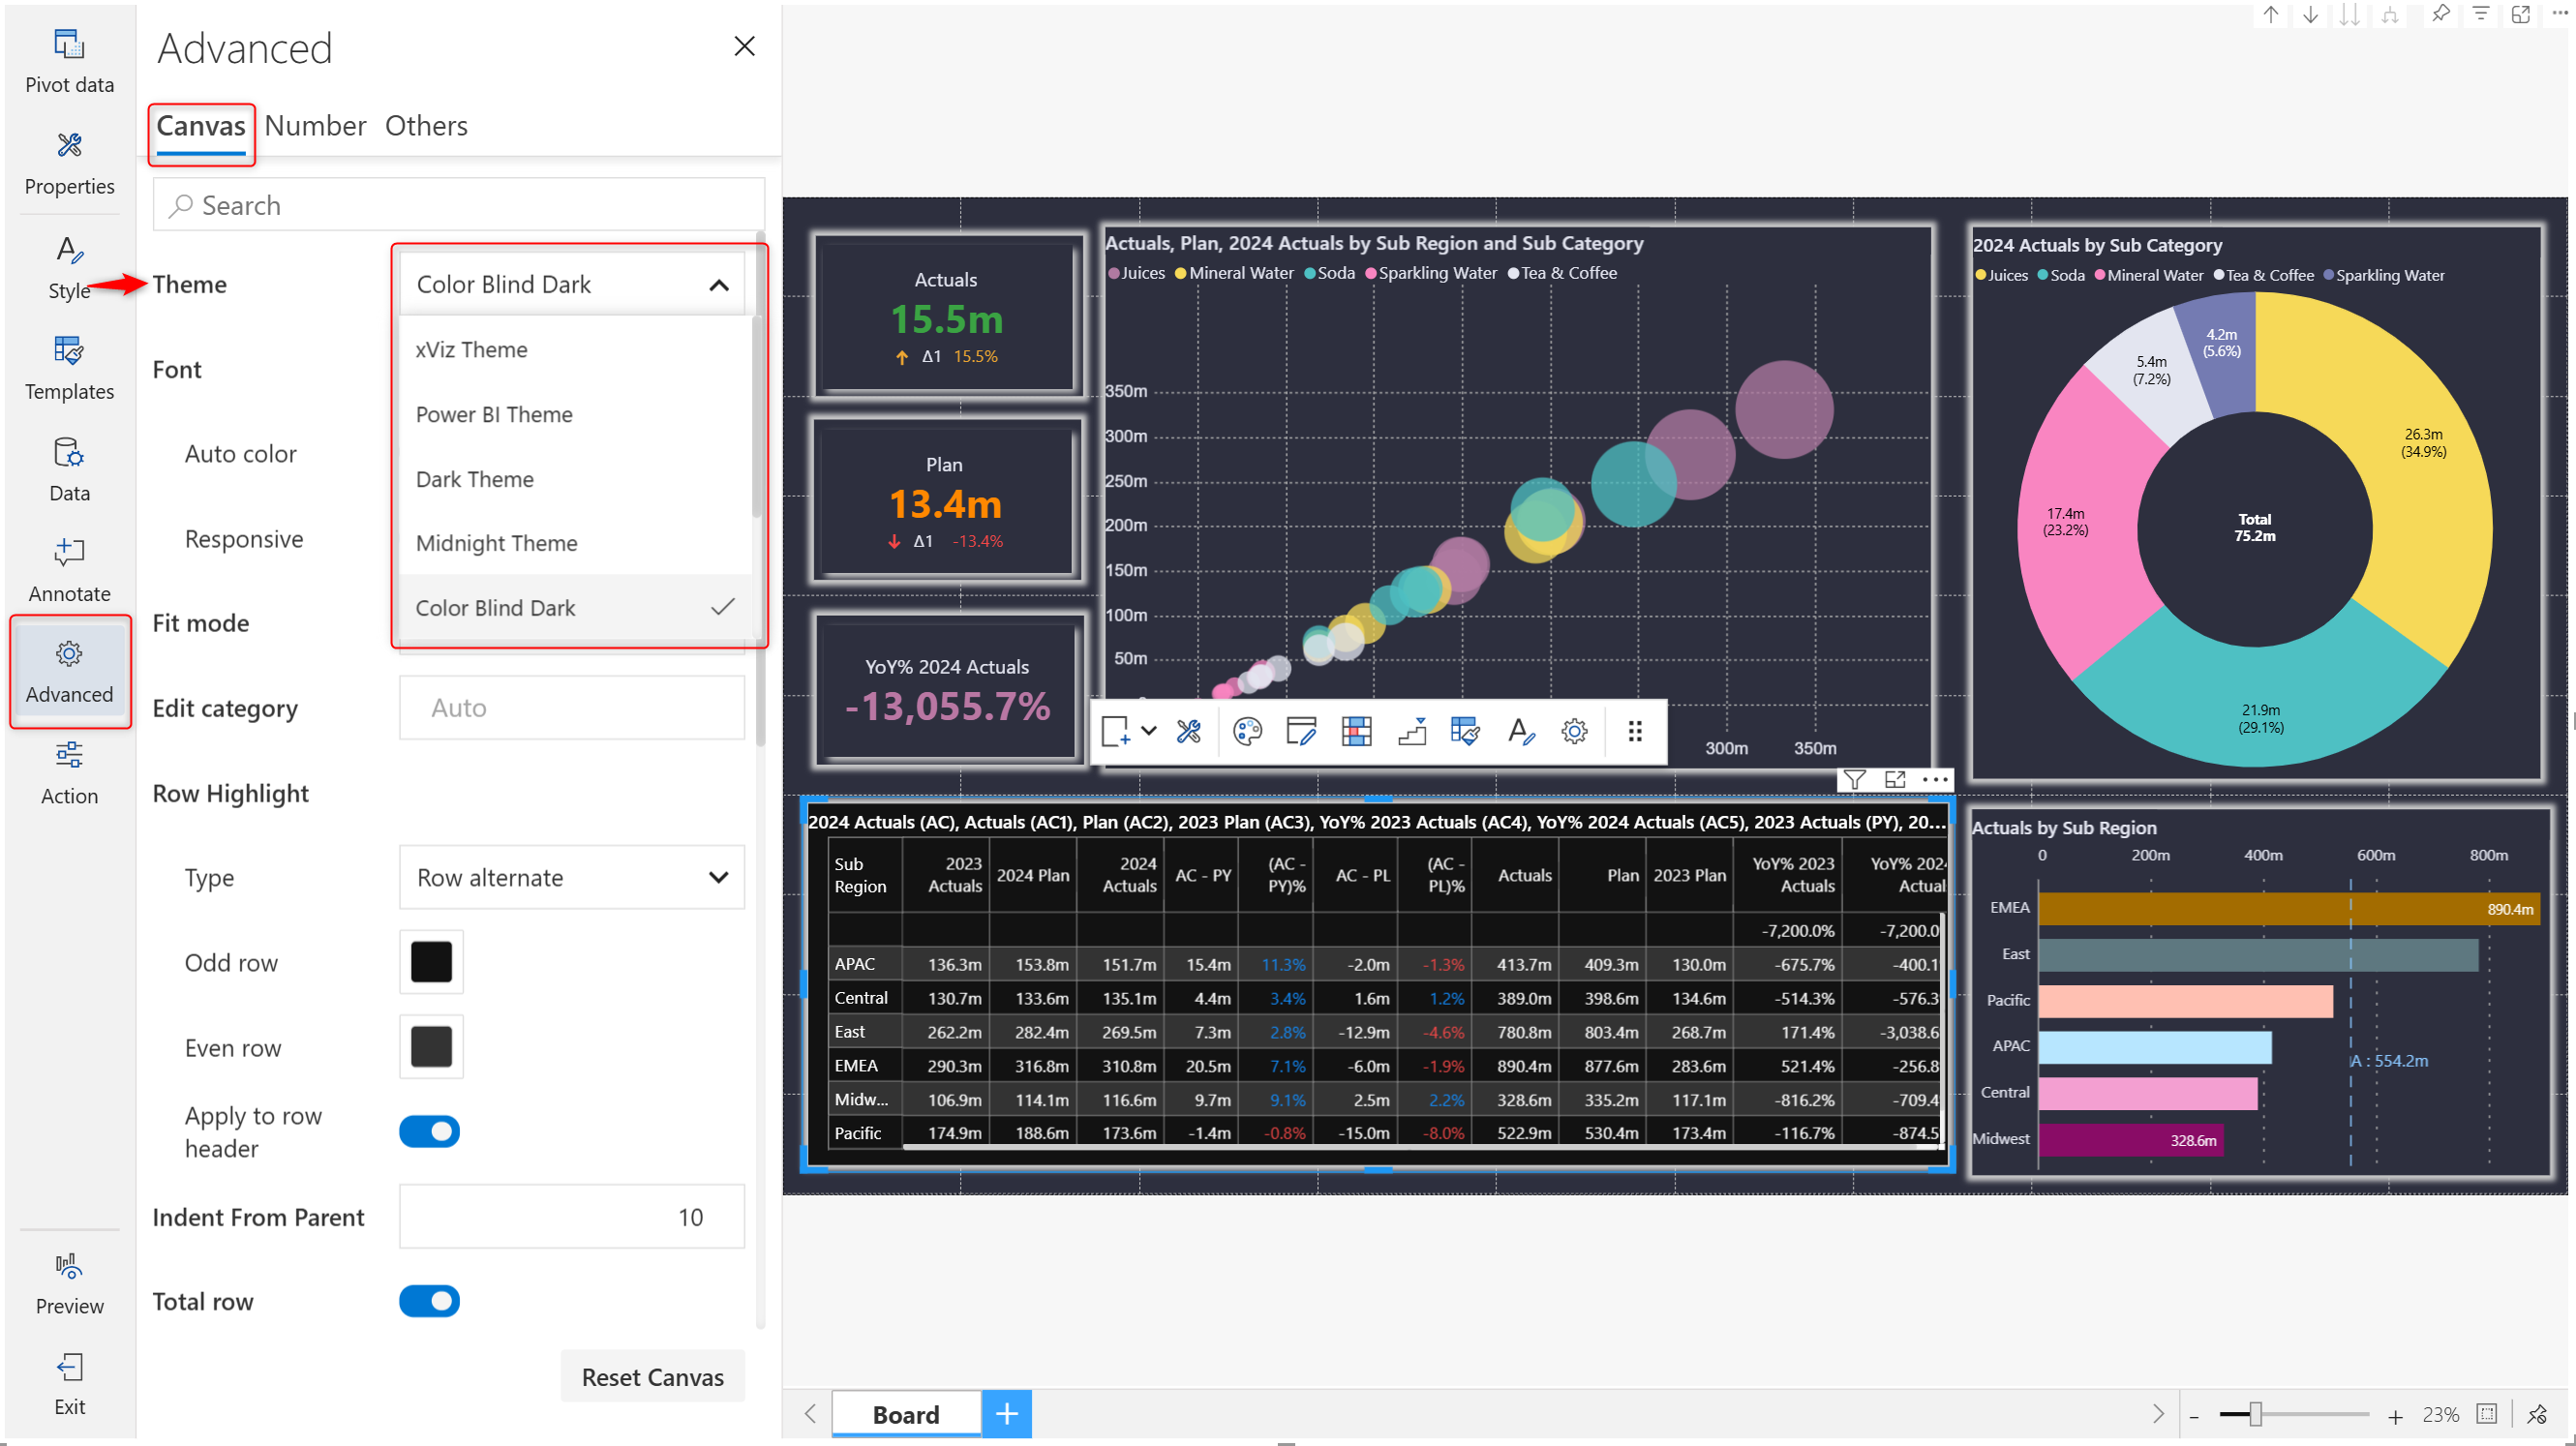 Pivot data
Properties
Style
Templates
Data
Annotate
Advanced
Action
Preview
Exit
Advanced
Canvas Number Others
Search
Theme
Color Blind Dark
xViz Theme
Power BI Theme
Dark Theme
Midnight Theme
Color Blind Dark
Font
Auto color
Responsive
Fit mode
Edit category
Auto
Row Highlight
Type
Row alternate
Odd row
Even row
Apply to row
header
Indent From Parent
10
Total row
Reset Canvas
Actuals
15.5m
Δ1 15.5%
Plan
13.4m
Δ1 -13.4%
YoY% 2024 Actuals
-13,055.7%
Actuals, Plan, 2024 Actuals by Sub Region and Sub Category
Juices Mineral Water Soda Sparkling Water Tea & Coffee
350m
300m
250m
200m
150m
100m
50m
300m 350m
2024 Actuals by Sub Category
Juices Soda Mineral Water Tea & Coffee Sparkling Water
4.2m
(5.6%)
5.4m
(7.2%)
26.3m
(34.9%)
17.4m
(23.2%)
Total
75.2m
21.9m
(29.1%)
2024 Actuals (AC), Actuals (AC1), Plan (AC2), 2023 Plan (AC3), YoY% 2023 Actuals (AC4), YoY% 2024 Actuals (AC5), 2023 Actuals (PY), 20...
Sub Region 2023 Actuals 2024 Plan 2024 Actuals AC - PY (AC - PY)% AC - PL (AC - PL)% Actuals Plan 2023 Plan YoY% 2023 Actuals YoY% 202 Actual
-7,200.0% -7,200.0
APAC 136.3m 153.8m 151.7m 15.4m 11.3% -2.0m -1.3% 413.7m 409.3m 130.0m -675.7% -400.1
Central 130.7m 133.6m 135.1m 4.4m 3.4% 1.6m 1.2% 389.0m 398.6m 134.6m -514.3% -576.3
East 262.2m 282.4m 269.5m 7.3m 2.8% -12.9m -4.6% 780.8m 803.4m 268.7m 171.4% -3,038.6
EMEA 290.3m 316.8m 310.8m 20.5m 7.1% -6.0m -1.9% 890.4m 877.6m 283.6m 521.4% -256.8
Midw... 106.9m 114.1m 116.6m 9.7m 9.1% 2.5m 2.2% 328.6m 335.2m 117.1m -816.2% -709.4
Pacific 174.9m 188.6m 173.6m -1.4m -0.8% -15.0m -8.0% 522.9m 530.4m 173.4m -116.7% -874.5
Actuals by Sub Region
0 200m 400m 600m 800m
EMEA 890.4m
East
Pacific
APAC
A : 554.2m
Central
Midwest 328.6m
Board
23%